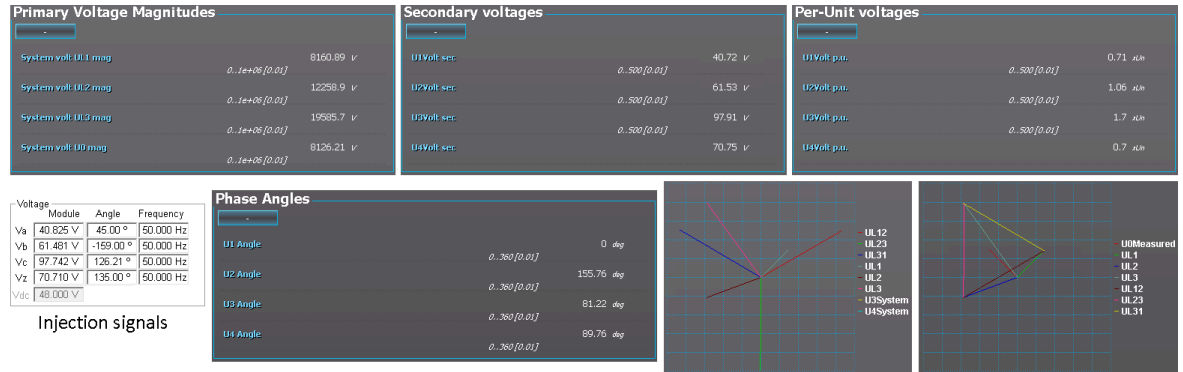 Primary Voltage Magnitudes
-
System volt UL1 mag 8160.89 V
0..1e+06 [0.01]
System volt UL2 mag 12258.9 V
0..1e+06 [0.01]
System volt UL3 mag 19585.7 V
0..1e+06 [0.01]
System volt U0 mag 8126.21 V
0..1e+06 [0.01]
Secondary voltages
-
U1Volt sec 40.72 V
0..500 [0.01]
U2Volt sec 61.53 V
0..500 [0.01]
U3Volt sec 97.91 V
0..500 [0.01]
U4Volt sec 70.75 V
Per-Unit voltages
-
U1Volt p.u. 0.71 xUn
0..500 [0.01]
U2Volt p.u. 1.06 xUn
0..500 [0.01]
U3Volt p.u. 1.7 xUn
0..500 [0.01]
U4Volt p.u. 0.7 xUn
Voltage
Module Angle Frequency
Va 40.825 V 45.00 º 50.000 Hz
Vb 61.481 V -159.00 º 50.000 Hz
Vc 97.742 V 126.21 º 50.000 Hz
Vz 70.710 V 135.00 º 50.000 Hz
Vdc 48.000 V
Injection signals
Phase Angles
-
U1 Angle 0 deg
0..360 [0.01]
U2 Angle 155.76 deg
0..360 [0.01]
U3 Angle 81.22 deg
0..360 [0.01]
U4 Angle 89.76 deg
0..360 [0.01]
UL12
UL23
UL31
UL1
UL2
UL3
U3System
U4System
U0Measured
UL1
UL2
UL3
UL12
UL23
UL31